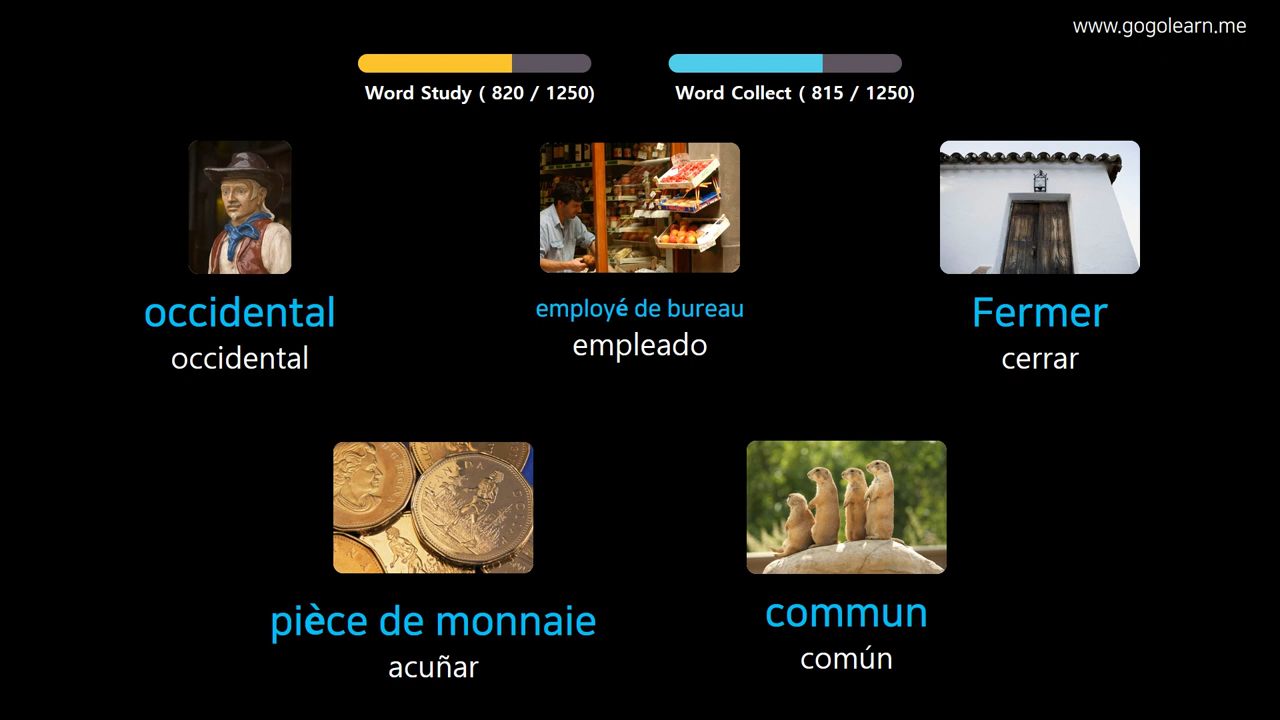 www.gogolearn.me
Word Study ( 820 / 1250)
Word Collect ( 815 / 1250)
occidental
occidental
employé de bureau
empleado
Fermer
cerrar
pièce de monnaie
acuñar
commun
común